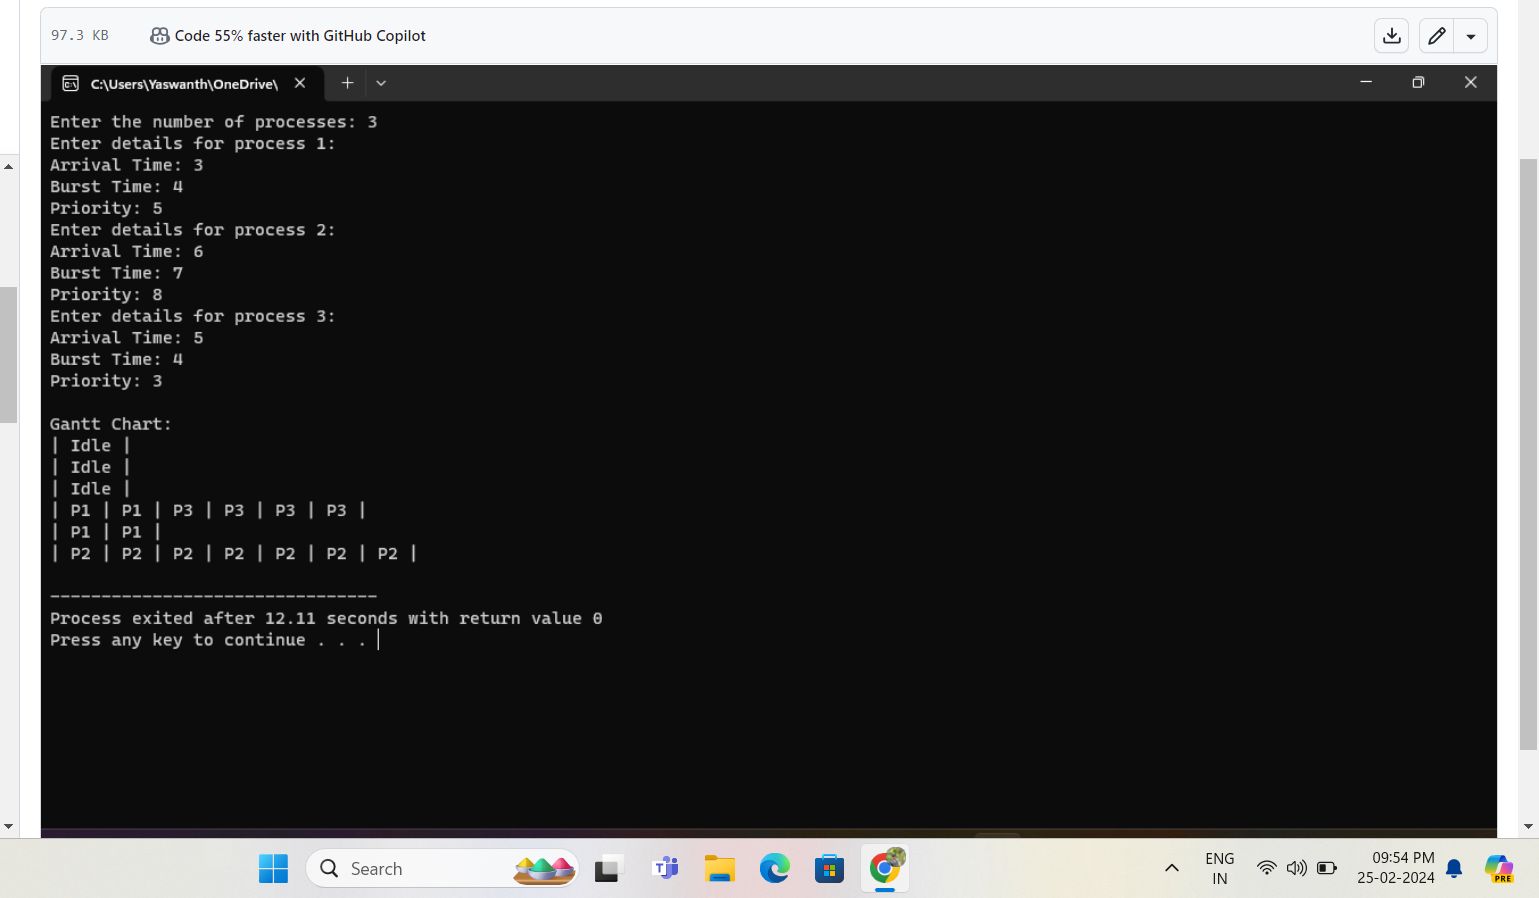 97.3 KB Code 55% faster with GitHub Copilot
C:\Users\Yaswanth\OneDrive\
Enter the number of processes: 3
Enter details for process 1:
Arrival Time: 3
Burst Time: 4
Priority: 5
Enter details for process 2:
Arrival Time: 6
Burst Time: 7
Priority: 8
Enter details for process 3:
Arrival Time: 5
Burst Time: 4
Priority: 3
Gantt Chart:
| Idle |
| Idle |
| Idle |
| P1 | P1 | P3 | P3 | P3 | P3 |
| P1 | P1 |
| P2 | P2 | P2 | P2 | P2 | P2 | P2 |
--------------------------------
Process exited after 12.11 seconds with return value 0
Press any key to continue . . .
Search
ENG
IN
09:54 PM
25-02-2024
PRE